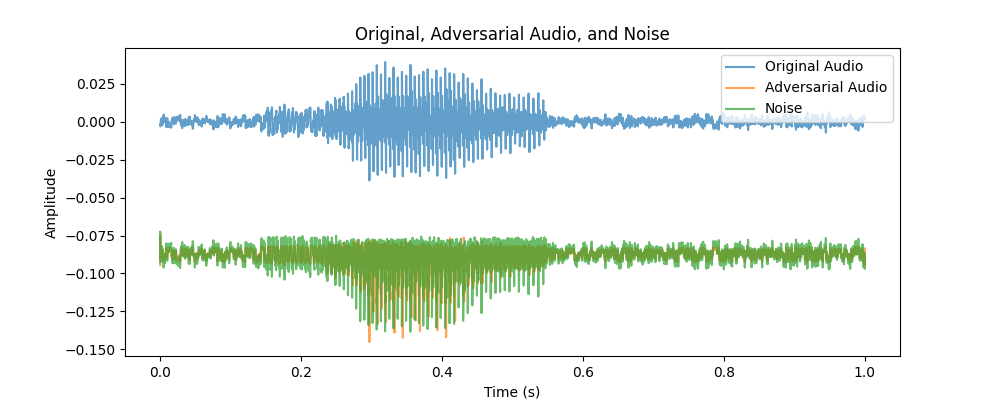 Original, Adversarial Audio, and Noise
Original Audio
Adversarial Audio
Noise
Amplitude
0.025
0.000
−0.025
−0.050
−0.075
−0.100
−0.125
−0.150
0.0 0.2 0.4 0.6 0.8 1.0
Time (s)